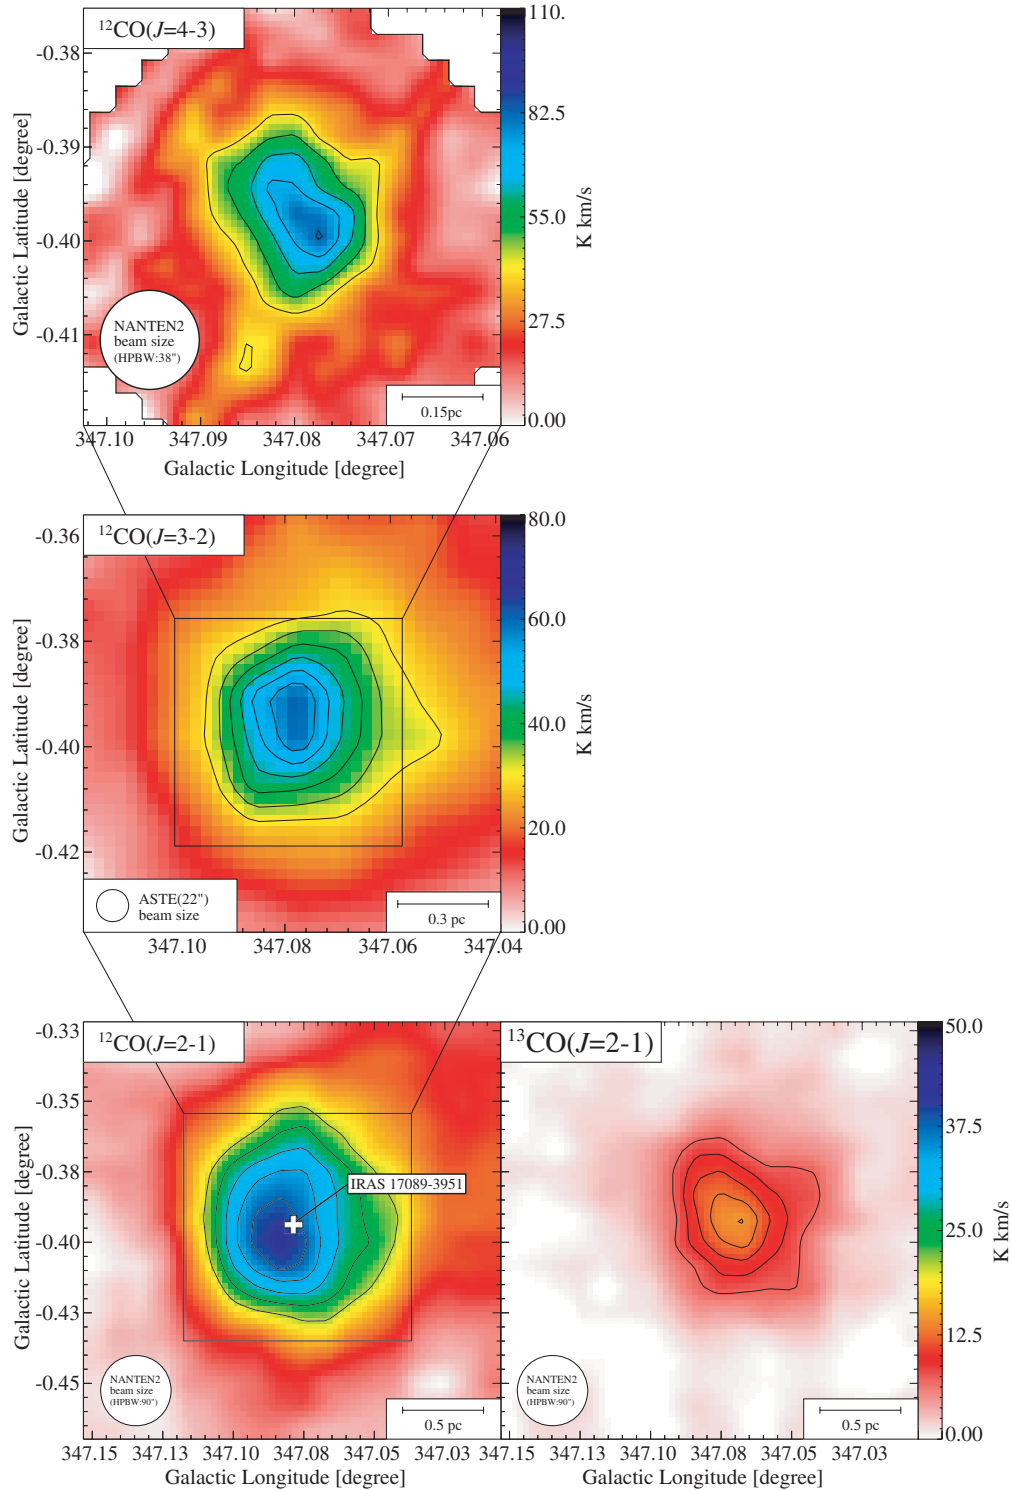 12CO(J=4-3)
110.
82.5
55.0
27.5
0.00
K km/s
-0.38
-0.39
-0.40
-0.41
Galactic Latitude [degree]
NANTEN2
beam size
(HPBW:38")
0.15pc
347.10
347.09
347.08
347.07
347.06
Galactic Longitude [degree]
12CO(J=3-2)
80.0
60.0
40.0
20.0
0.00
K km/s
-0.36
-0.38
-0.40
-0.42
Galactic Latitude [degree]
ASTE(22")
beam size
0.3 pc
347.10
347.08
347.06
347.04
12CO(J=2-1)
-0.33
-0.35
-0.38
-0.40
-0.43
-0.45
Galactic Latitude [degree]
IRAS 17089-3951
NANTEN2
beam size
(HPBW:90")
0.5 pc
347.15
347.13
347.10
347.08
347.05
347.03
Galactic Longitude [degree]
13CO(J=2-1)
50.0
37.5
25.0
12.5
0.00
K km/s
NANTEN2
beam size
(HPBW:90")
0.5 pc
347.15
347.13
347.10
347.08
347.05
347.03
Galactic Longitude [degree]